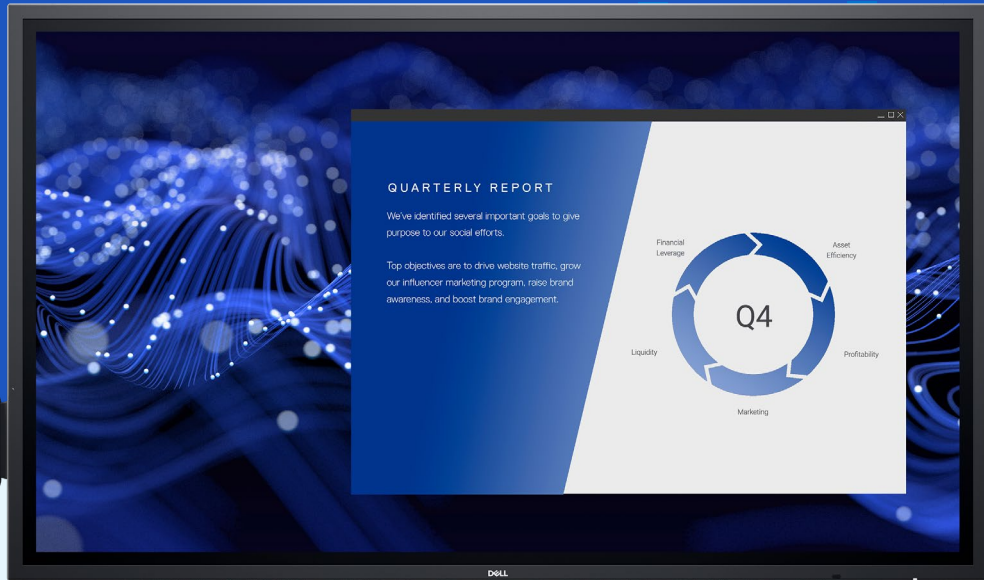 QUARTERLY REPORT
We've identified several important goals to give
purpose to our social efforts.
Top objectives are to drive website traffic, grow
our influencer marketing program, raise brand
awareness, and boost brand engagement.
Financial
Leverage
Asset
Efficiency
Q4
Liquidity
Profitability
Marketing
DELL